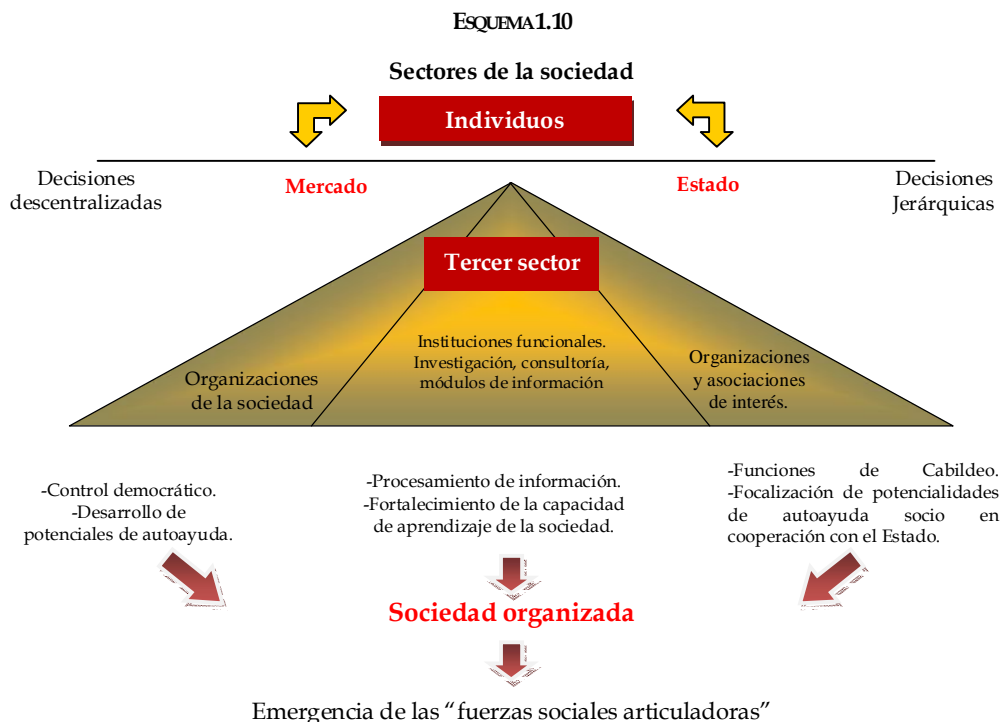 ESQUEMA1.10
Sectores de la sociedad
Individuos
Decisiones
descentralizadas
Mercado
Estado
Decisiones
Jerárquicas
Tercer sector
Organizaciones
de la sociedad
Instituciones funcionales.
Investigación, consultoría,
módulos de información
Organizaciones
y asociaciones
de interés.
-Control democrático.
-Desarrollo de
potenciales de autoayuda.
-Procesamiento de información.
-Fortalecimiento de la capacidad
de aprendizaje de la sociedad.
-Funciones de Cabildeo.
-Focalización de potencialidades
de autoayuda socio en
cooperación con el Estado.
Sociedad organizada
Emergencia de las “fuerzas sociales articuladoras”